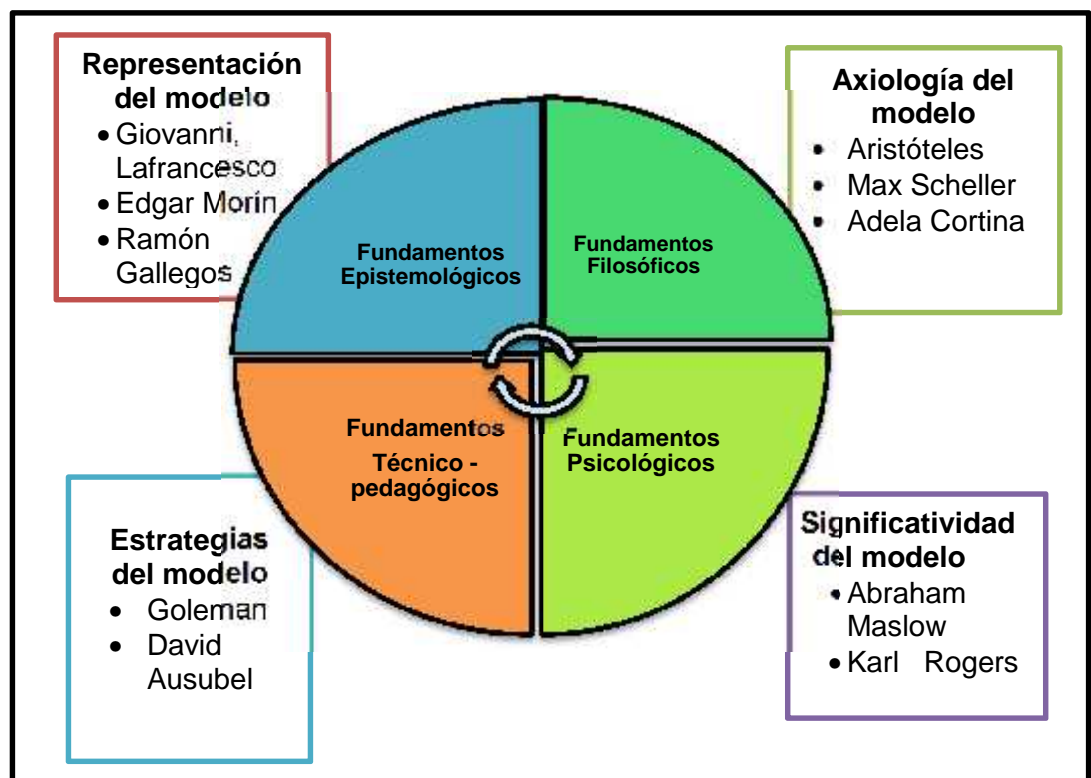 Representación
del modelo
• Giovanni,
Lafrancesco
• Edgar Morín
• Ramón
Gallegos
Axiología del
modelo
• Aristóteles
• Max Scheller
• Adela Cortina
Fundamentos
Epistemológicos
Fundamentos
Filosóficos
Fundamentos
Técnico -
pedagógicos
Fundamentos
Psicológicos
Estrategias
del modelo
• Goleman
• David
Ausubel
Significatividad
del modelo
• Abraham
Maslow
• Karl Rogers